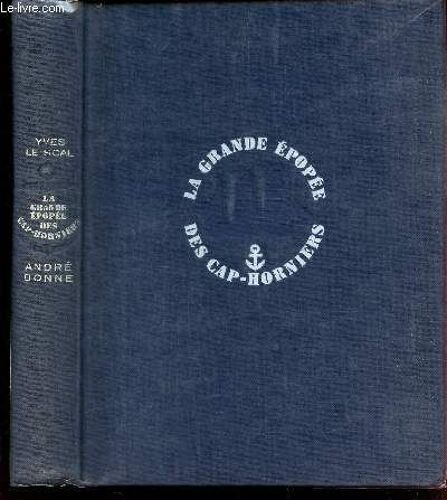 Le-livre.com
YVES
LE SCAL
LA
GRANDE
ÉPOPÉE
DES
CAP-HORNIERS
ANDRÉ
BONNE
LA GRANDE ÉPOPÉE
DES CAP-HORNIERS